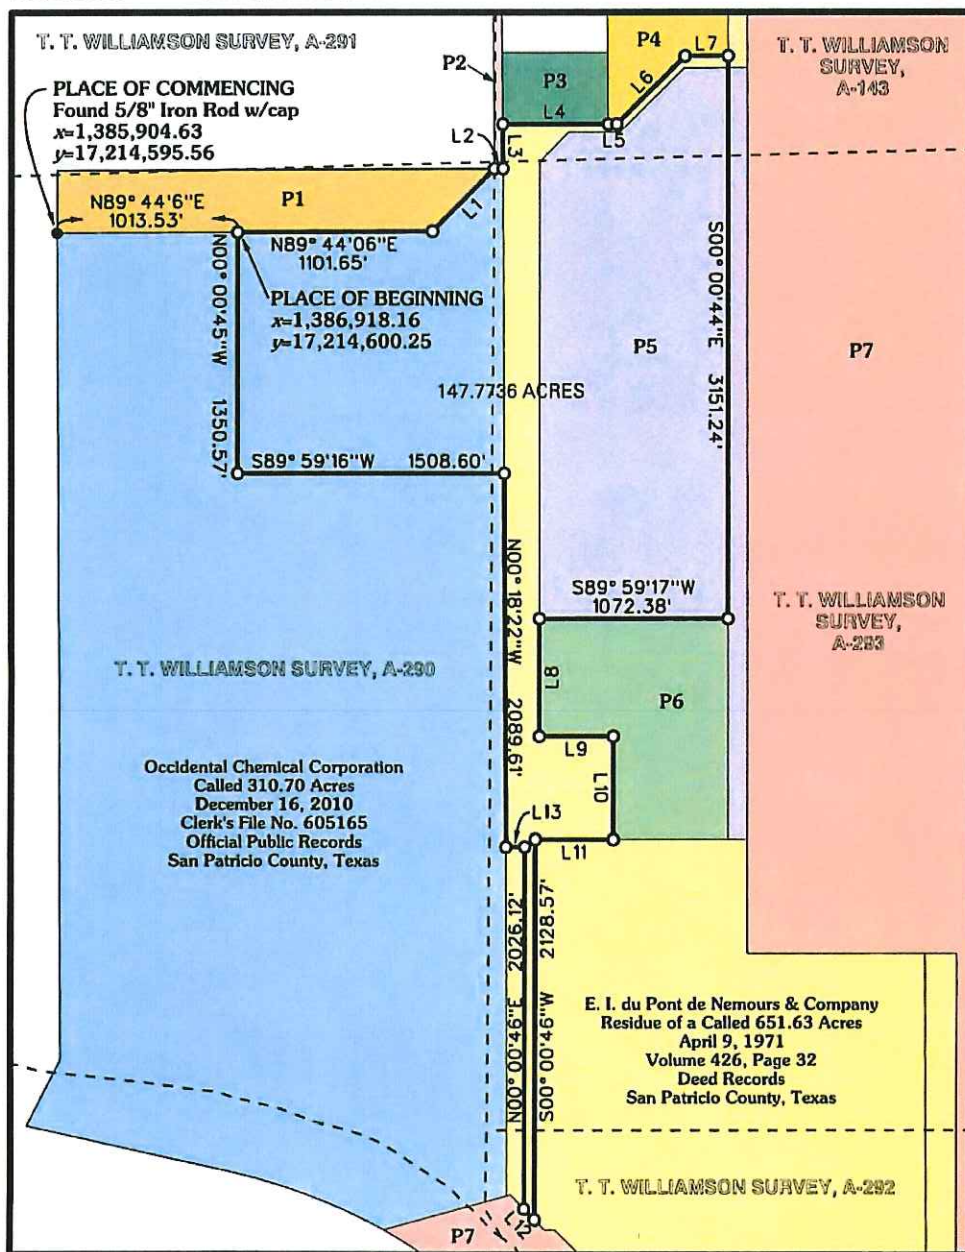 T. T. WILLIAMSON SURVEY, A-291
P2
P3
P4
L7
T. T. WILLIAMSON
SURVEY,
A-143
PLACE OF COMMENCING
Found 5/8" Iron Rod w/cap
x=1,385,904.63
y=17,214,595.56
L6
L4
L5
L2
L3
N89° 44'6"E
1013.53'
P1
L1
N89° 44'06"E
1101.65'
N00° 00'45"W 1350.57'
PLACE OF BEGINNING
x=1,386,918.16
y=17,214,600.25
S00° 00'44"E 3151.24'
P5
P7
147.7736 ACRES
S89° 59'16"W 1508.60'
N00° 18'22"W 2089.61'
S89° 59'17"W
1072.38'
T. T. WILLIAMSON
SURVEY,
A-293
T. T. WILLIAMSON SURVEY, A-290
L8
P6
L9
L10
Occidental Chemical Corporation
Called 310.70 Acres
December 16, 2010
Clerk's File No. 605165
Official Public Records
San Patricio County, Texas
L13
L11
N00° 00'46"E 2026.12'
S00° 00'46"W 2128.57'
E. I. du Pont de Nemours & Company
Residue of a Called 651.63 Acres
April 9, 1971
Volume 426, Page 32
Deed Records
San Patricio County, Texas
T. T. WILLIAMSON SURVEY, A-292
L12
P7